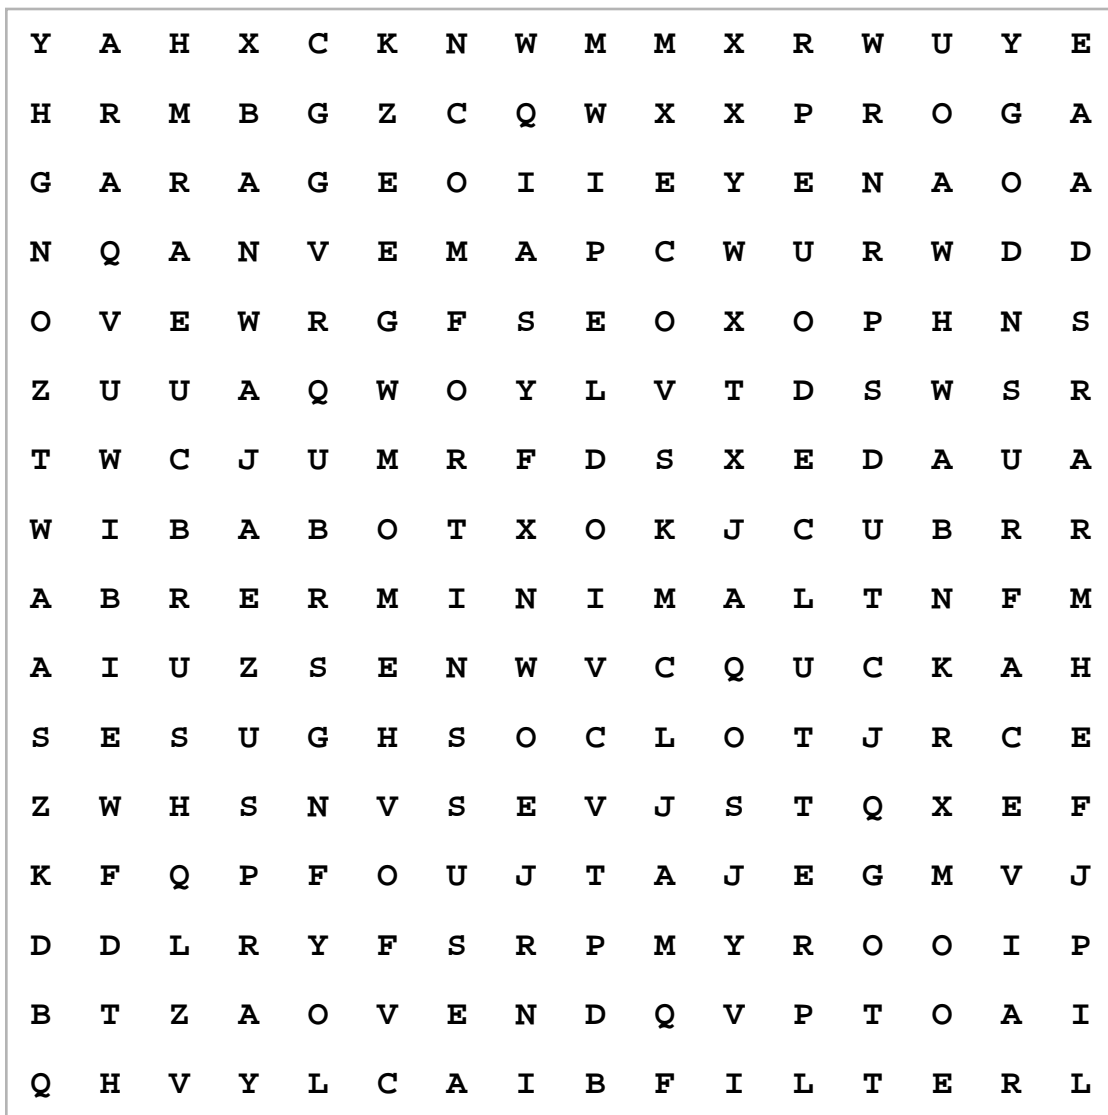 Y A H X C K N W M M X R W U Y E
H R M B G Z C Q W X X P R O G A
G A R A G E O I I E Y E N A O A
N Q A N V E M A P C W U R W D D
O V E W R G F S E O X O P H N S
Z U U A Q W O Y L V T D S W S R
T W C J U M R F D S X E D A U A
W I B A B O T X O K J C U B R R
A B R E R M I N I M A L T N F M
A I U Z S E N W V C Q U C K A H
S E S U G H S O C L O T J R C E
Z W H S N V S E V J S T Q X E F
K F Q P F O U J T A J E G M V J
D D L R Y F S R P M Y R O O I P
B T Z A O V E N D Q V P T O A I
Q H V Y L C A I B F I L T E R L